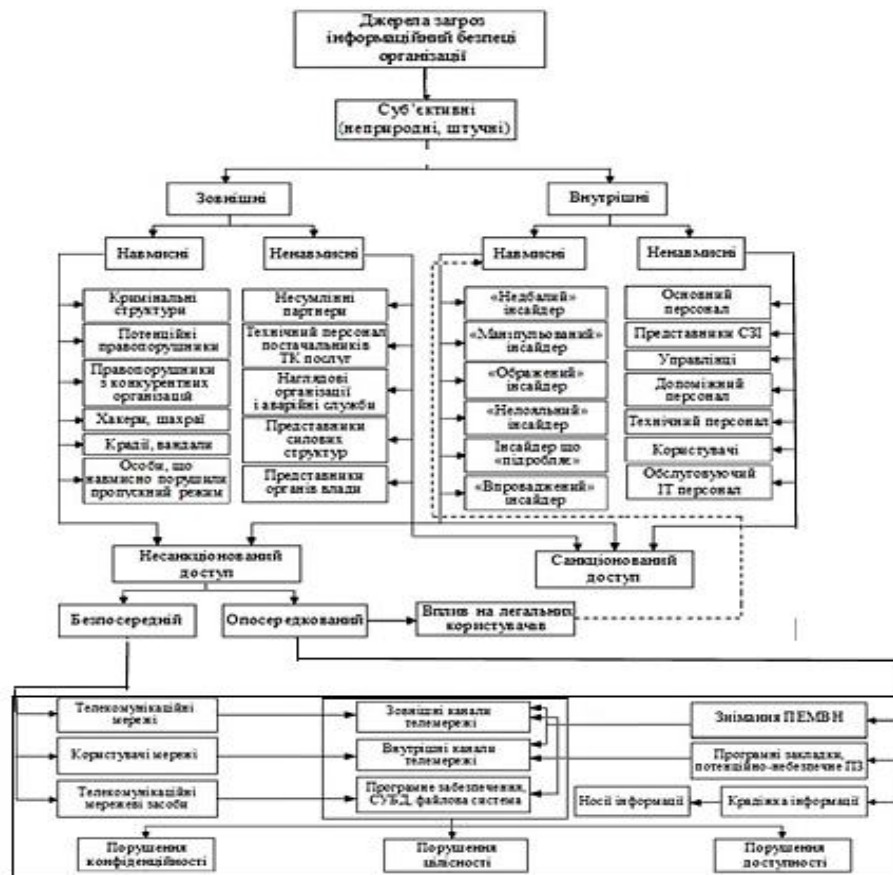 Джерела загроз
інформаційний безпеці
організації
Суб'єктивні
(неприродні, штучні)
Зовнішні
Внутрішні
Навмисні
Ненавмисні
Навмисні
Ненавмисні
Кримінальні
структури
Потенційні
правопорушники
Правопорушники
з конкурентних
організацій
Хакери, шахраї
Крадії, вандали
Особи, що
навмисно порушили
пропускний режим
Несумлінні
партнери
Технічний персонал
постачальників
ТК послуг
Наглядові
організації
і аварійні служби
Представники
силових
структур
Представники
органів влади
«Недбалий»
інсайдер
«Маніпульований»
інсайдер
«Ображений»
інсайдер
«Нелояльний»
інсайдер
Інсайдер що
«підробляє»
«Впроваджений»
інсайдер
Основний
персонал
Представники СЗІ
Управлінці
Допоміжний
персонал
Технічний персонал
Користувачі
Обслуговуючий
ІТ персонал
Несанкціонований
доступ
Санкціонований
доступ
Безпосередній
Опосередкований
Вплив на легальних
користувачів
Телекомунікаційні
мережі
Користувачі мережі
Телекомунікаційні
мережеві засоби
Зовнішні канали
телемережі
Внутрішні канали
телемережі
Програмне забезпечення,
СУБД, файлова система
Знімання ПЕМВН
Програмні закладки,
потенційно-небезпечне ПЗ
Носії інформації
Крадіжка інформації
Порушення
конфіденційності
Порушення
цілісності
Порушення
доступності